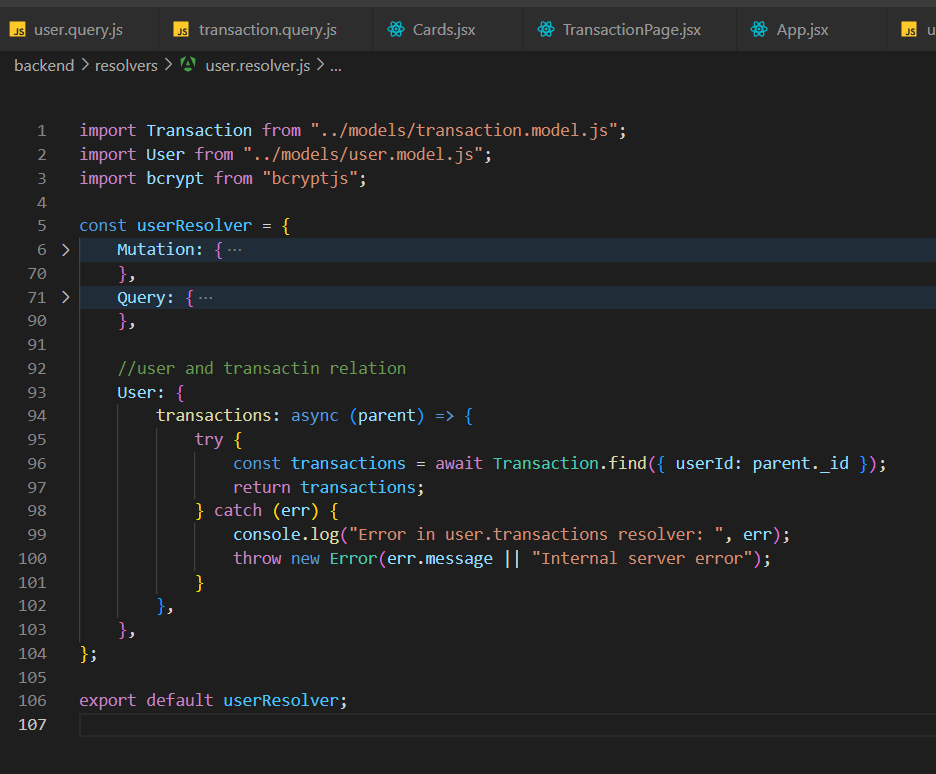 JS user.query.js JS transaction.query.js Cards.jsx TransactionPage.jsx App.jsx JS u
backend > resolvers > user.resolver.js > ...
1 import Transaction from "../models/transaction.model.js";
2 import User from "../models/user.model.js";
3 import bcrypt from "bcryptjs";
4
5 const userResolver = {
6 > Mutation: { ···
70 },
71 > Query: { ···
90 },
91
92 //user and transactin relation
93 User: {
94 transactions: async (parent) => {
95 try {
96 const transactions = await Transaction.find({ userId: parent._id });
97 return transactions;
98 } catch (err) {
99 console.log("Error in user.transactions resolver: ", err);
100 throw new Error(err.message || "Internal server error");
101 }
102 },
103 },
104 };
105
106 export default userResolver;
107